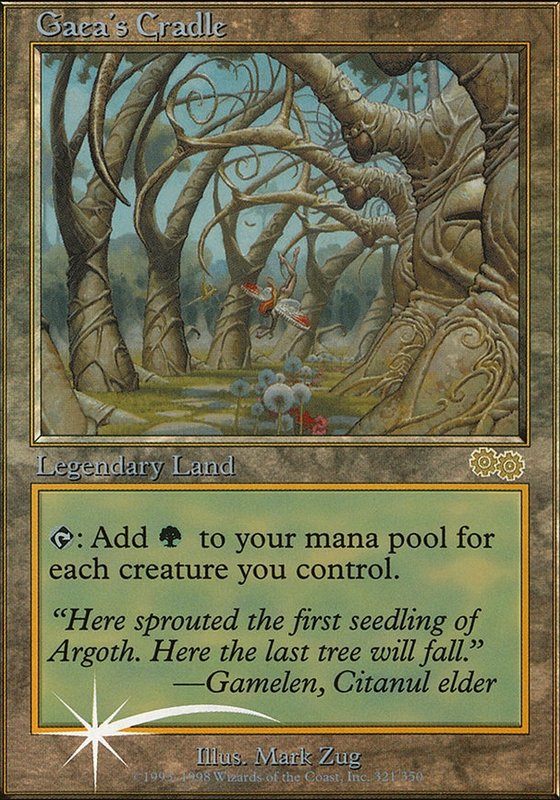 Gaea's Cradle
Legendary Land
: Add to your mana pool for
each creature you control.
“Here sprouted the first seedling of
Argoth. Here the last tree will fall.”
—Gamelen, Citanul elder
Illus. Mark Zug
©1993-1998 Wizards of the Coast, Inc. 321/350